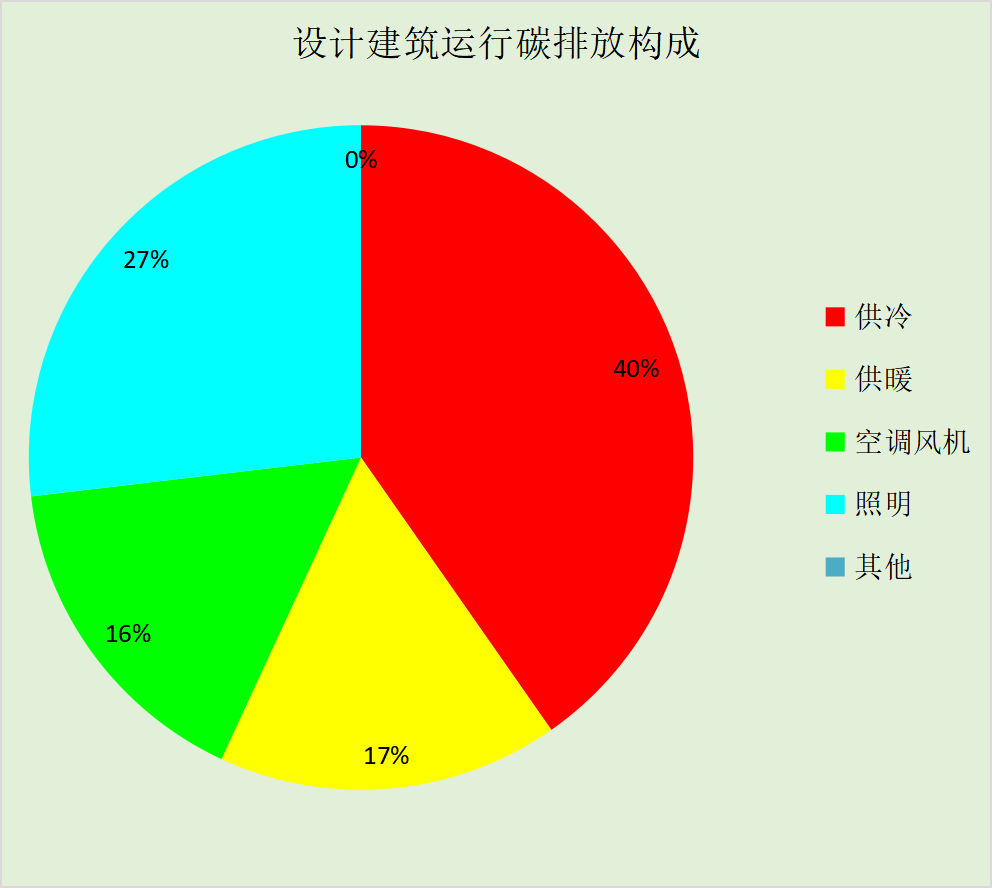 设计建筑运行碳排放构成
0%
27%
40%
16%
17%
供冷
供暖
空调风机
照明
其他